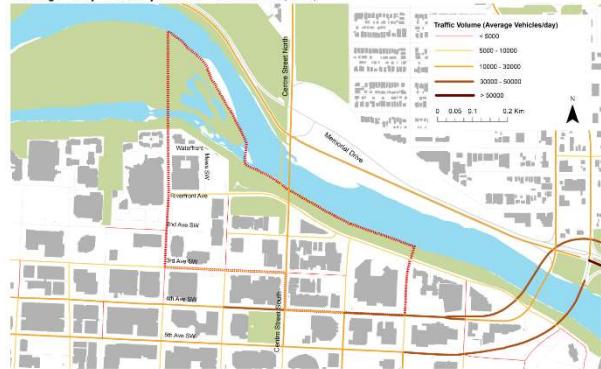 Traffic Volume (Average Vehicles/day)
< 5000
5000 - 10000
10000 - 30000
30000 - 50000
> 50000
0 0.05 0.1 0.2 Km
N
Centre Street North
Memorial Drive
Waterfront
Mews SW
Riverfront Ave
2nd Ave SW
3rd Ave SW
4th Ave SW
5th Ave SW
Centre Street South